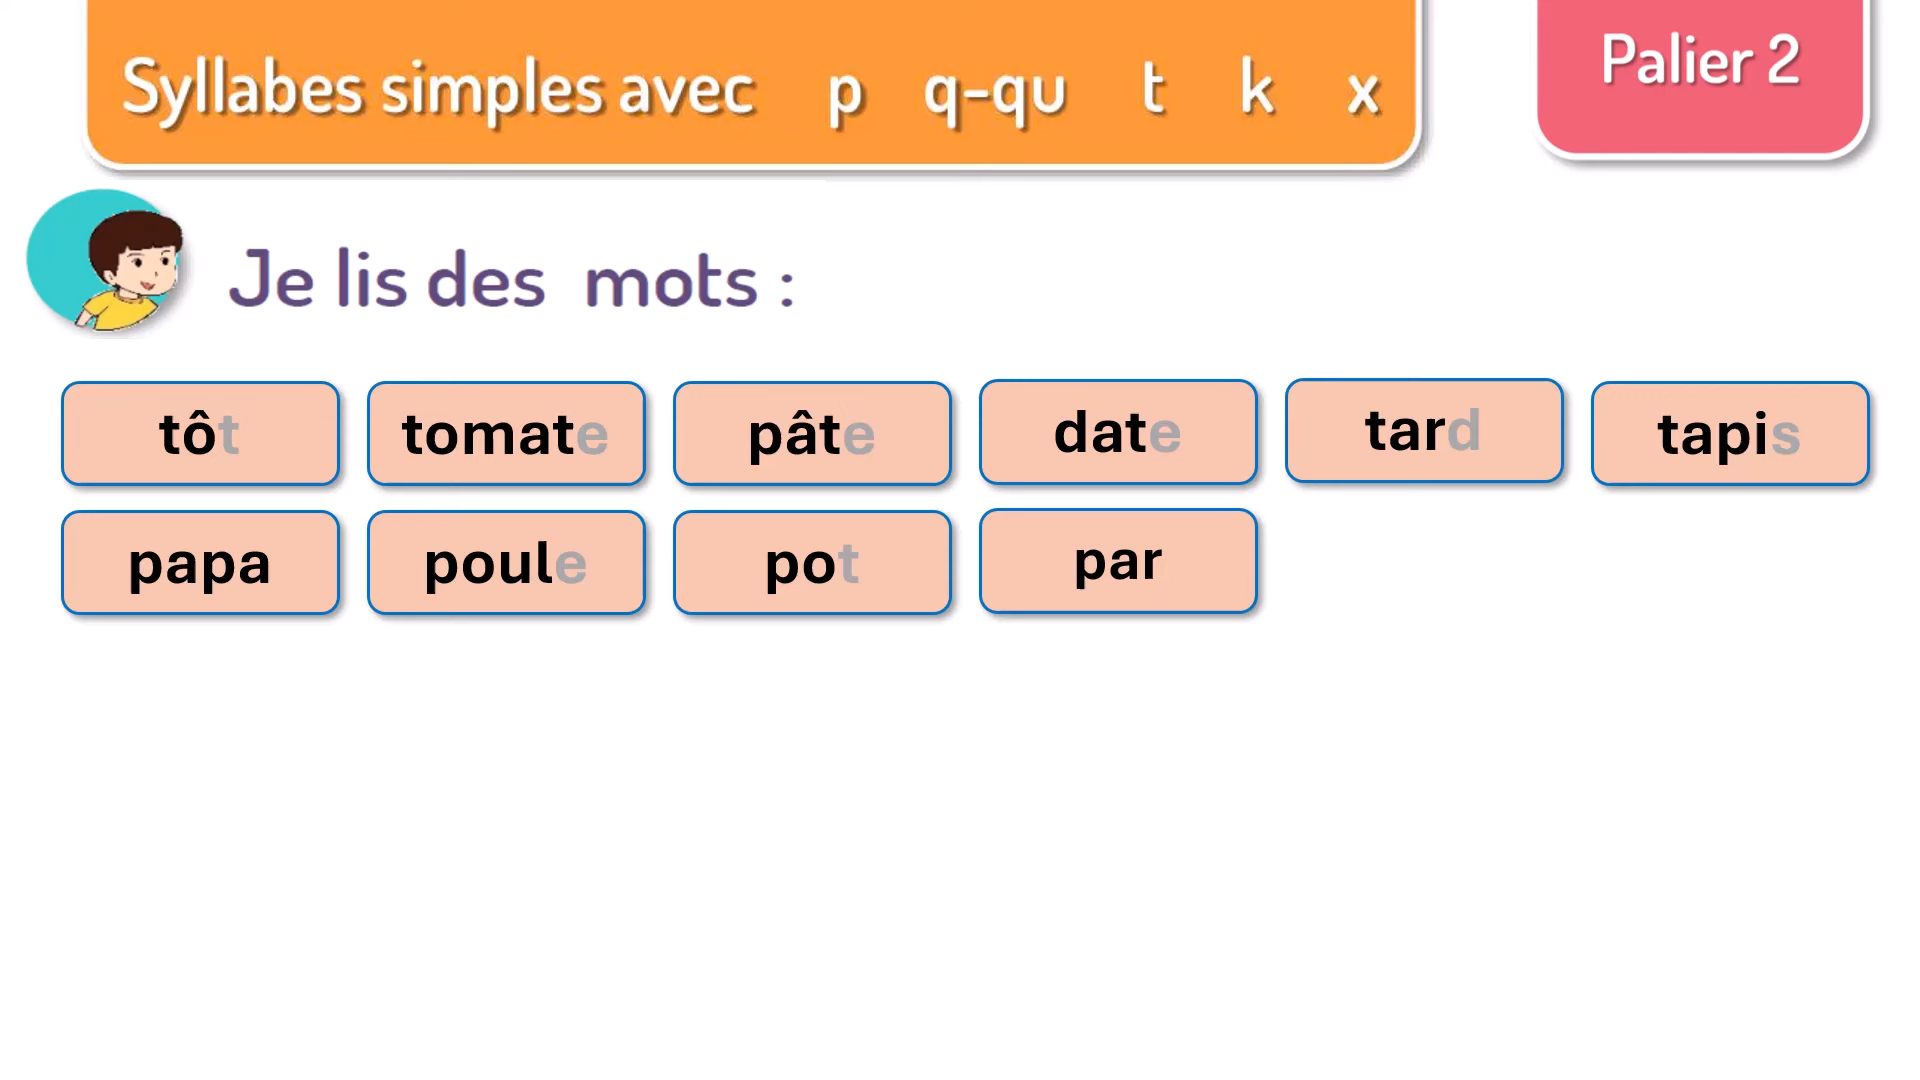 Syllabes simples avec p q-qu t k x
Palier 2
Je lis des mots :
tôt tomate pâte date tard tapis
papa poule pot par